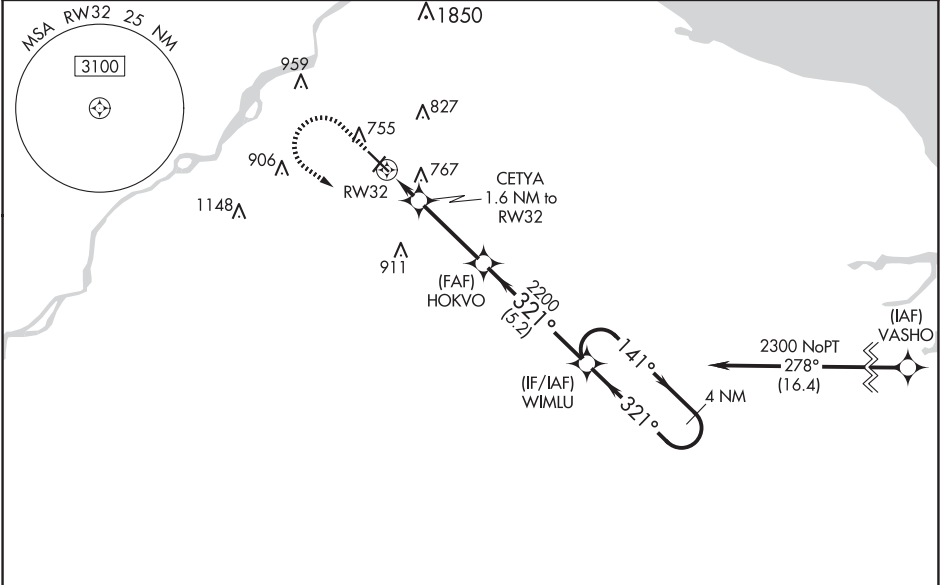 MSA RW32 25 NM
3100
1850
959
827
755
906
767
RW32
CETYA
1.6 NM to
RW32
1148
911
(FAF)
HOKVO
2200
321°
(5.2)
(IAF)
VASHO
2300 NoPT
278°
(16.4)
141°
4 NM
(IF/IAF)
WIMLU
321°